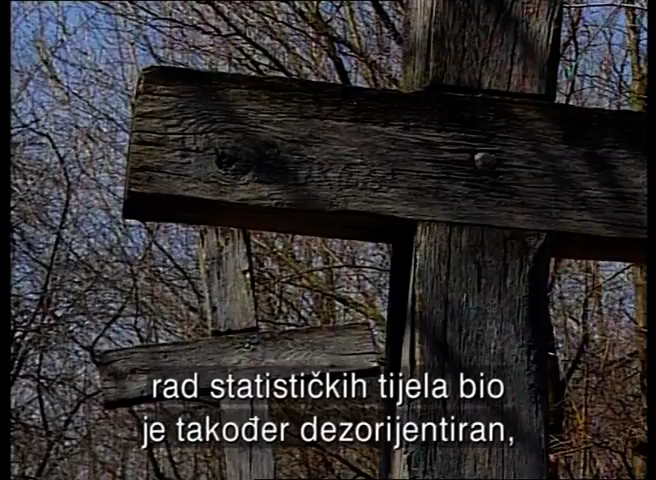 rad statističkih tijela bio
je također dezorijentiran,